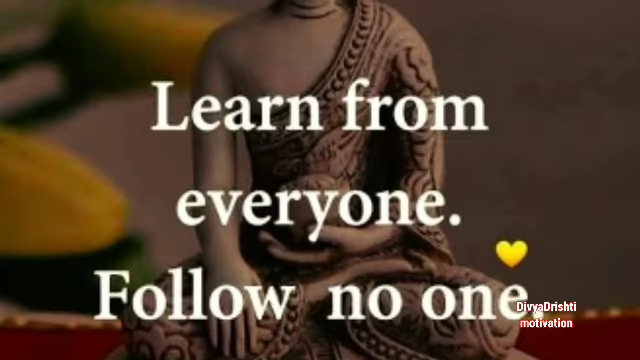 Learn from
everyone.
Follow no one.
DivyaDrishti
motivation